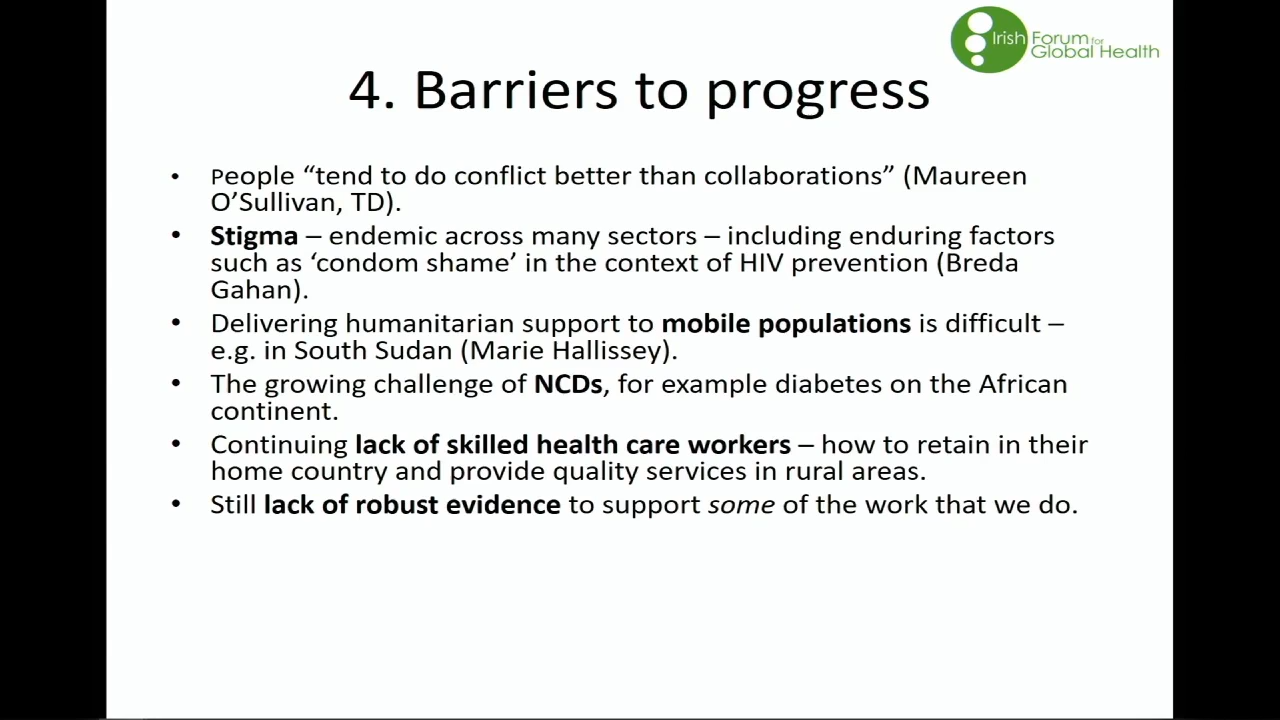 Irish Forum for
Global Health
4. Barriers to progress
• People “tend to do conflict better than collaborations” (Maureen
O’Sullivan, TD).
• Stigma – endemic across many sectors – including enduring factors
such as ‘condom shame’ in the context of HIV prevention (Breda
Gahan).
• Delivering humanitarian support to mobile populations is difficult –
e.g. in South Sudan (Marie Hallissey).
• The growing challenge of NCDs, for example diabetes on the African
continent.
• Continuing lack of skilled health care workers – how to retain in their
home country and provide quality services in rural areas.
• Still lack of robust evidence to support some of the work that we do.